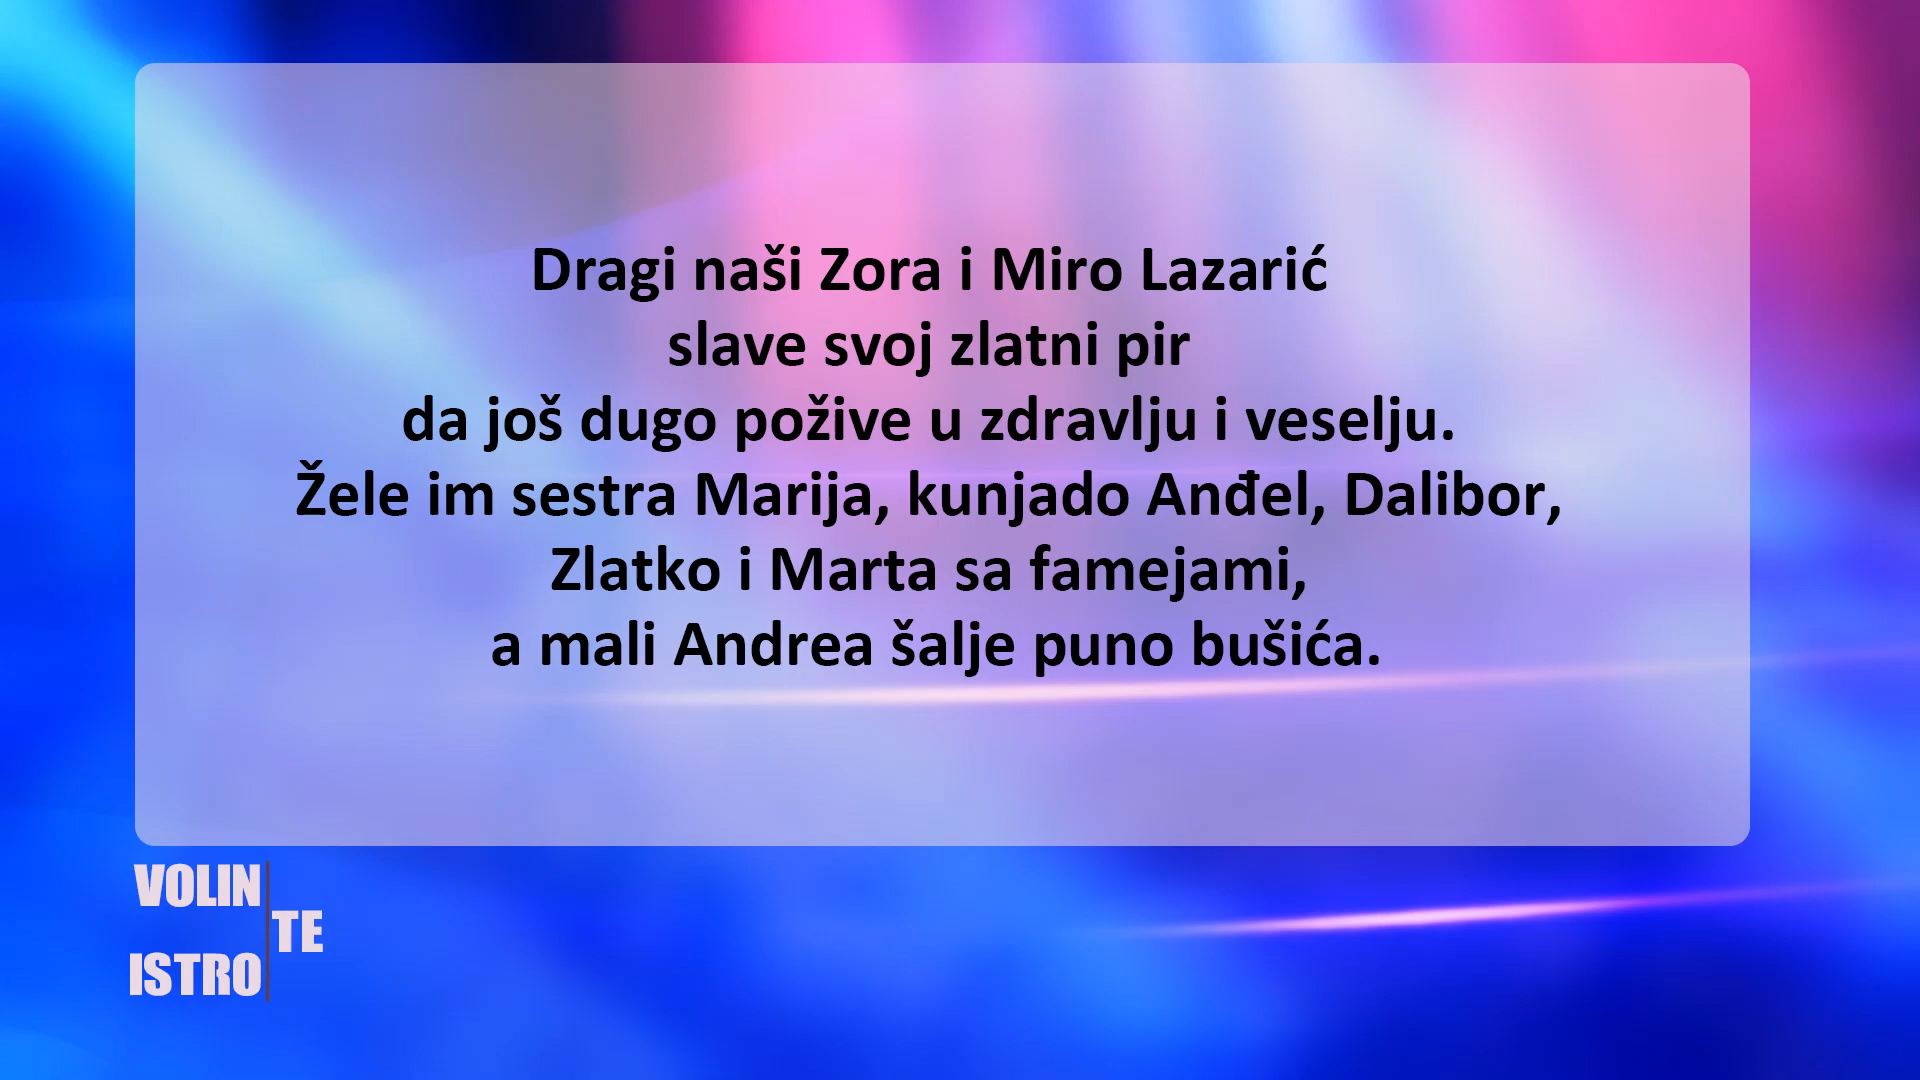 Dragi naši Zora i Miro Lazarić
slave svoj zlatni pir
da još dugo požive u zdravlju i veselju.
Žele im sestra Marija, kunjado Anđel, Dalibor,
Zlatko i Marta sa famejami,
a mali Andrea šalje puno bušića.
VOLIN
TE
ISTRO